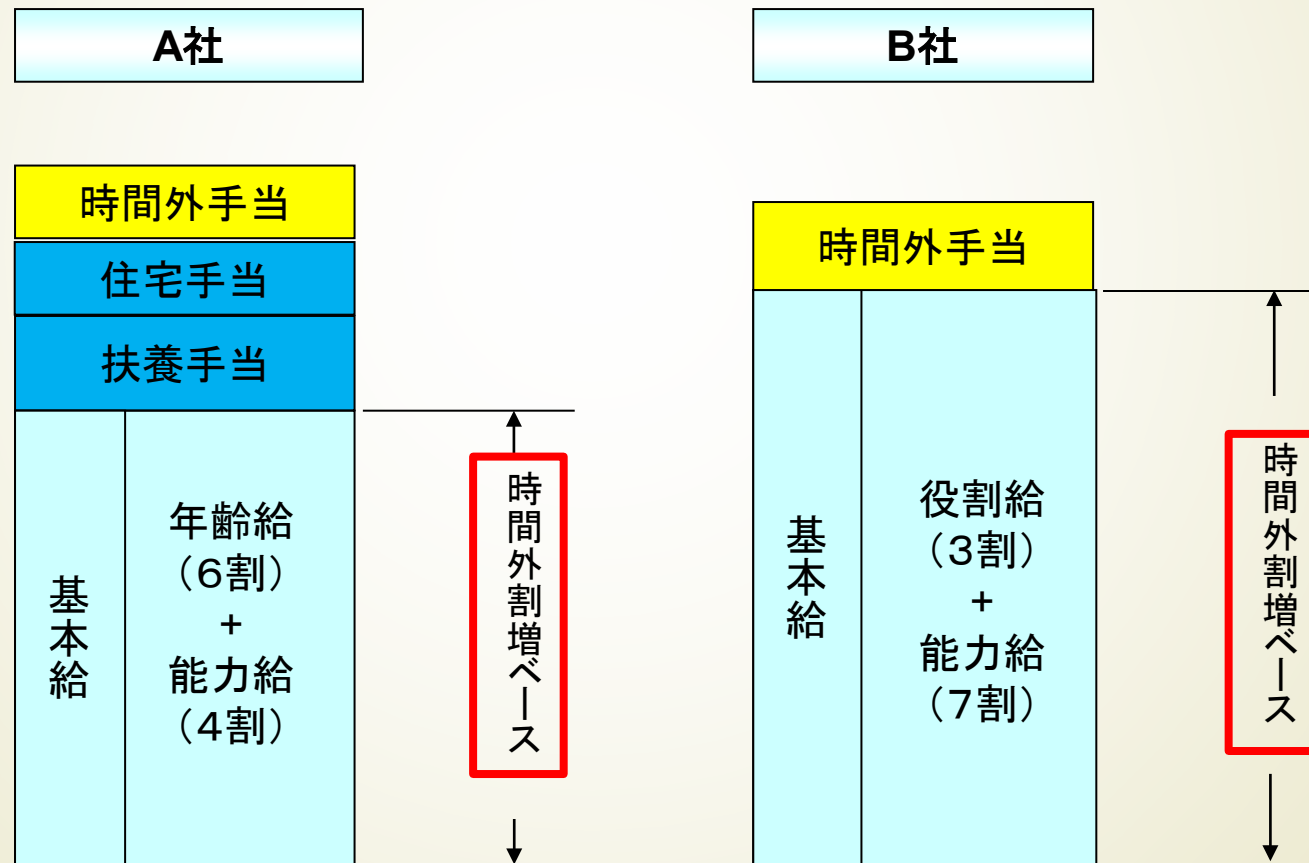 A社
時間外手当
住宅手当
扶養手当
基本給
年齢給
（6割）
+
能力給
（4割）
時間外割増ベース
B社
時間外手当
基本給
役割給
（3割）
+
能力給
（7割）
時間外割増ベース